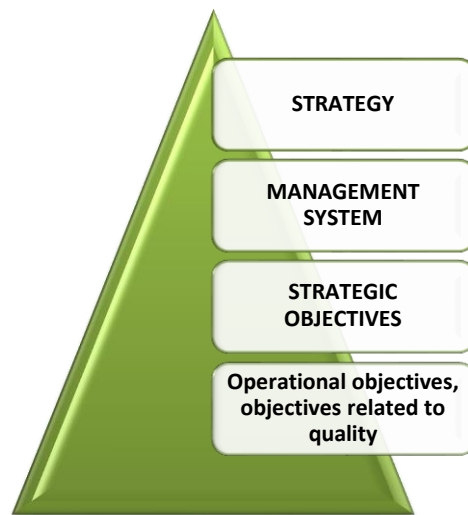 STRATEGY
MANAGEMENT
SYSTEM
STRATEGIC
OBJECTIVES
Operational objectives,
objectives related to
quality